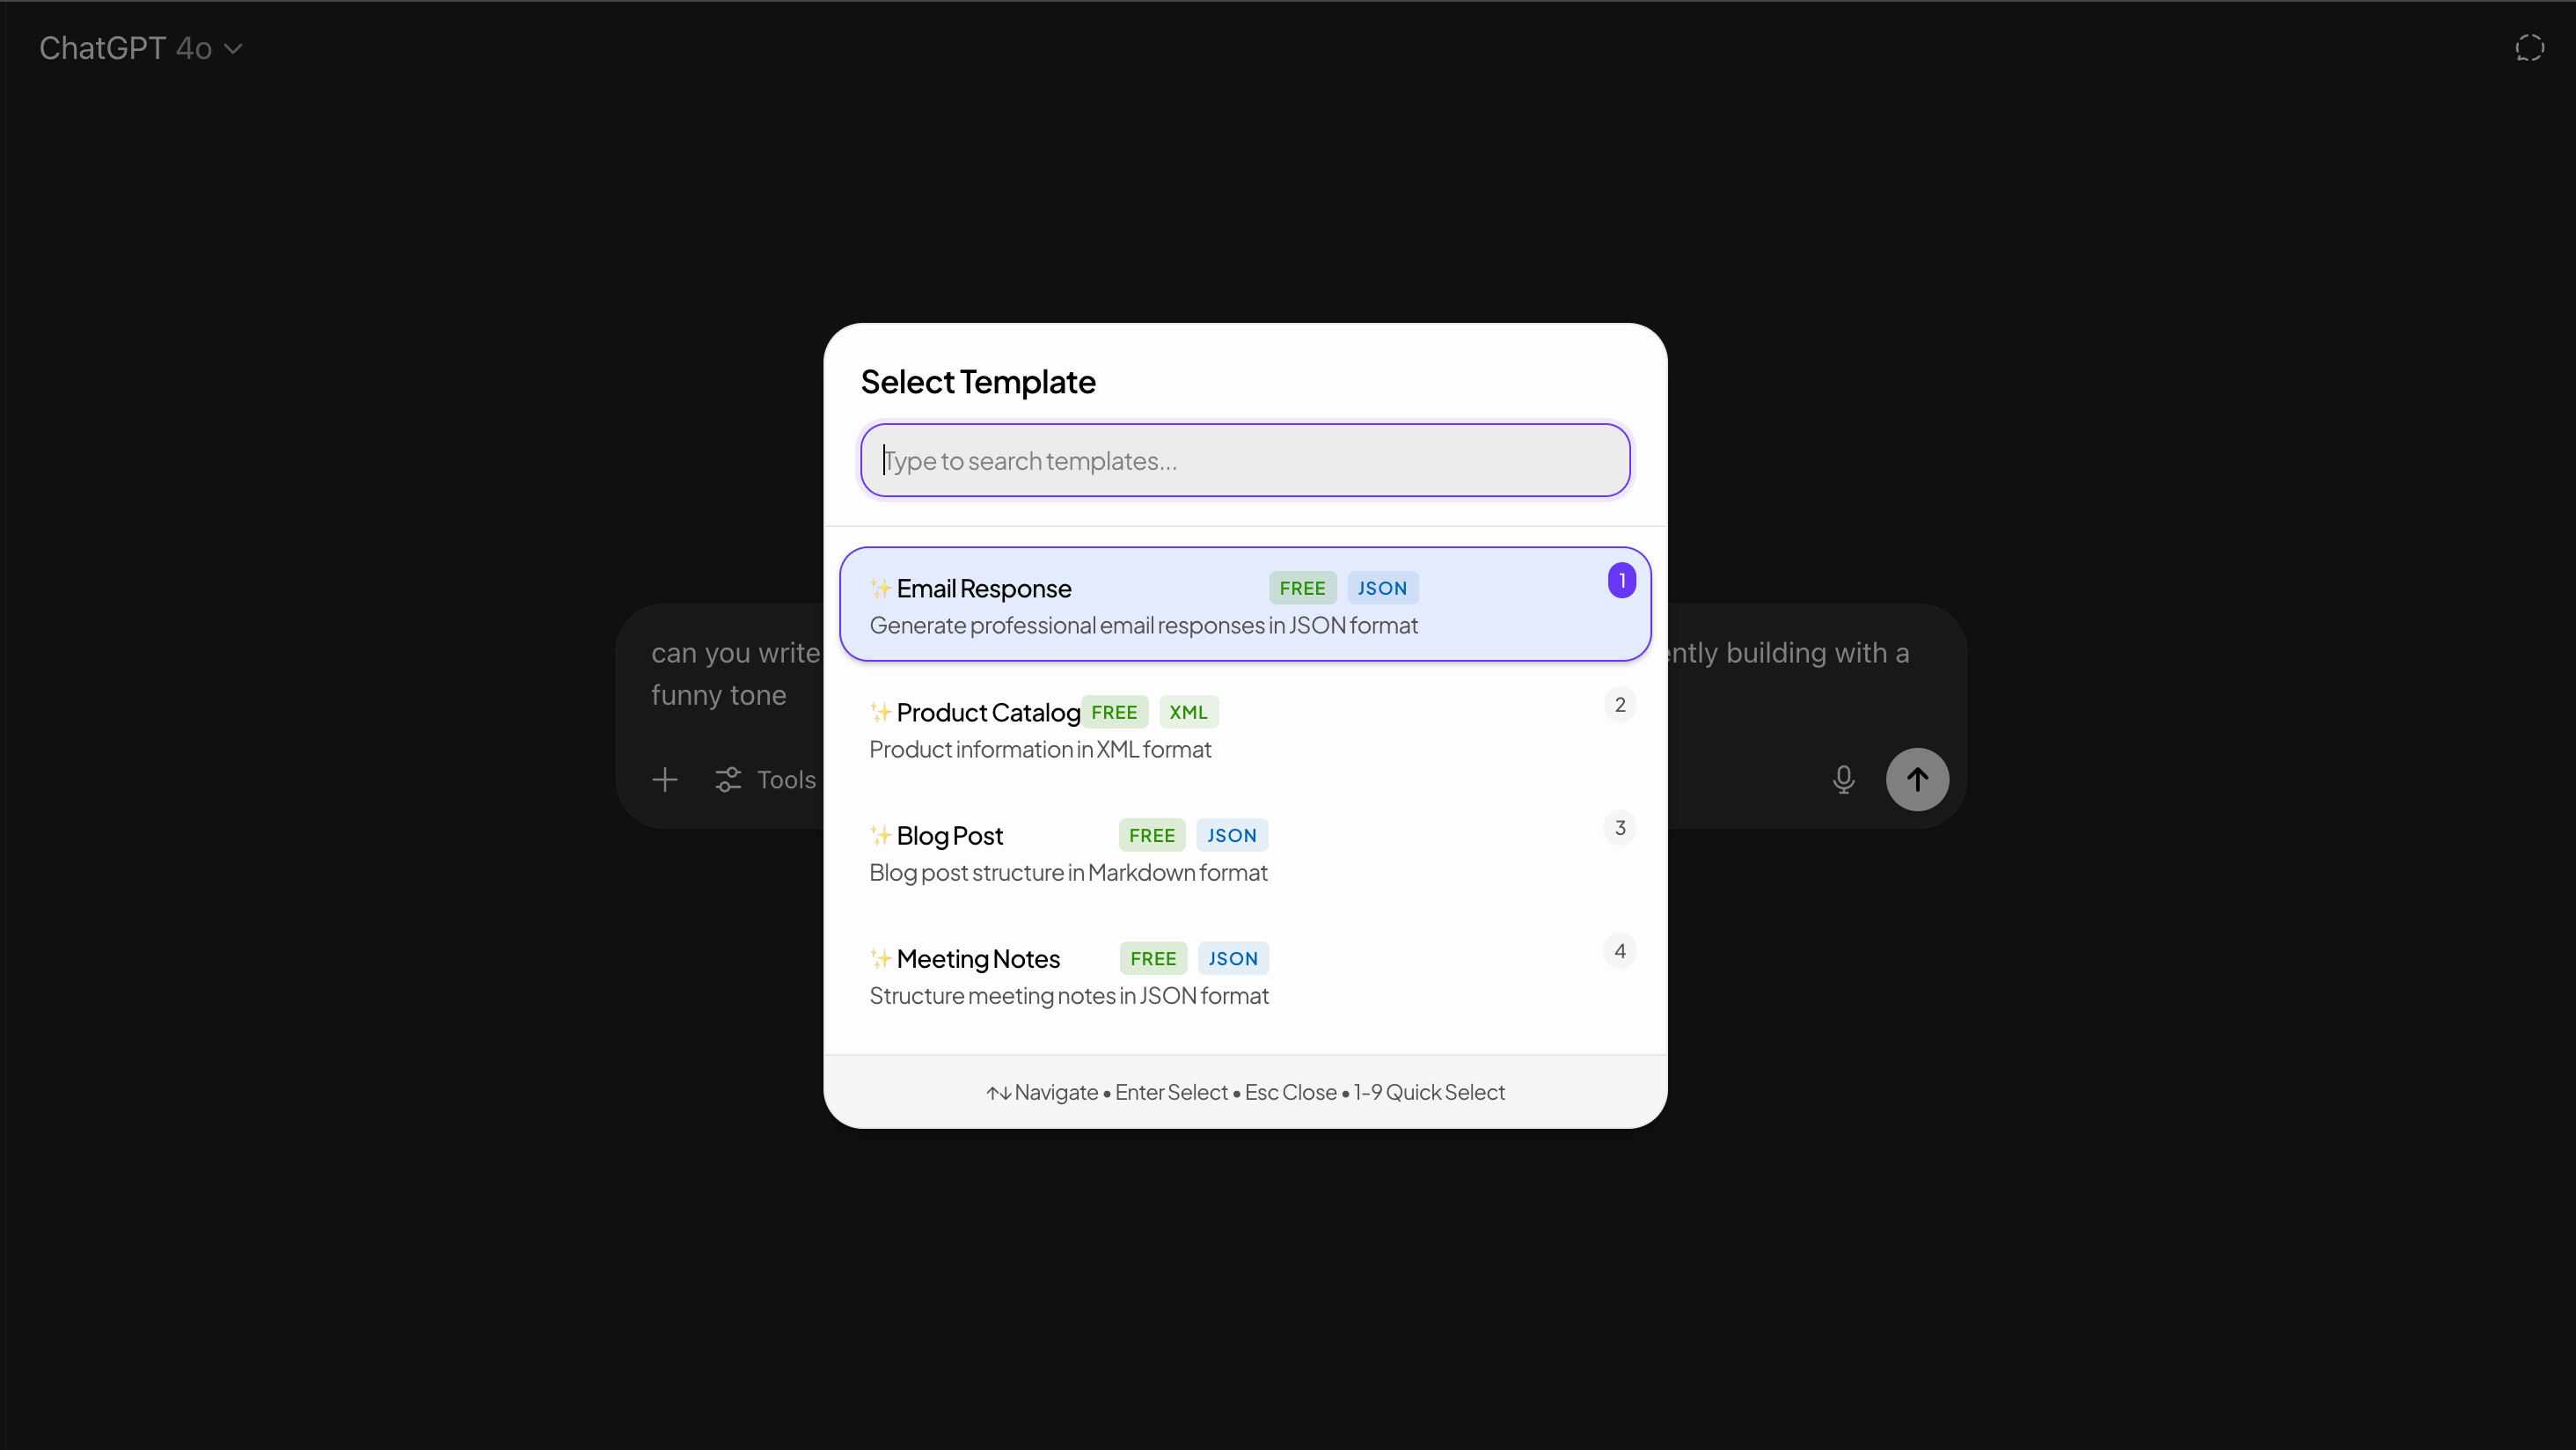 ChatGPT 4o
Select Template
Type to search templates...
✨ Email Response FREE JSON 1
Generate professional email responses in JSON format
✨ Product Catalog FREE XML 2
Product information in XML format
✨ Blog Post FREE JSON 3
Blog post structure in Markdown format
✨ Meeting Notes FREE JSON 4
Structure meeting notes in JSON format
↑↓ Navigate • Enter Select • Esc Close • 1-9 Quick Select
can you write ntly building with a
funny tone
Tools